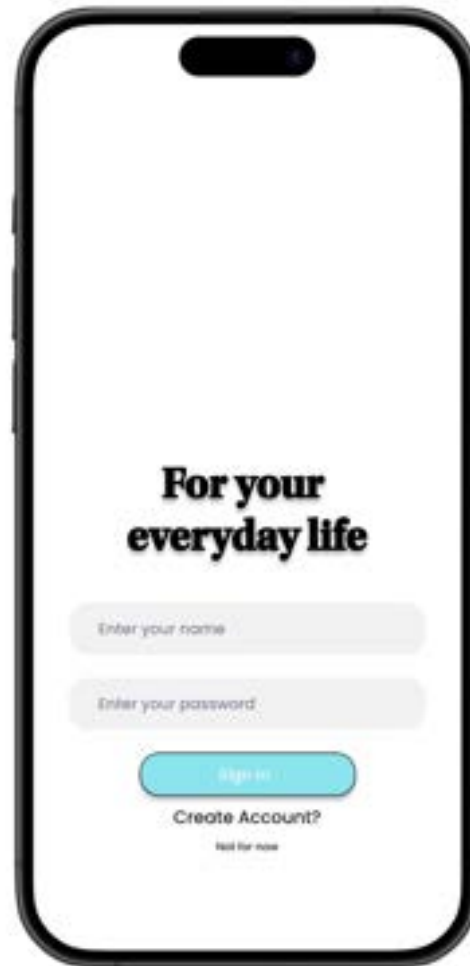 For your
everyday life
Enter your name
Enter your password
Sign in
Create Account?
Not for now